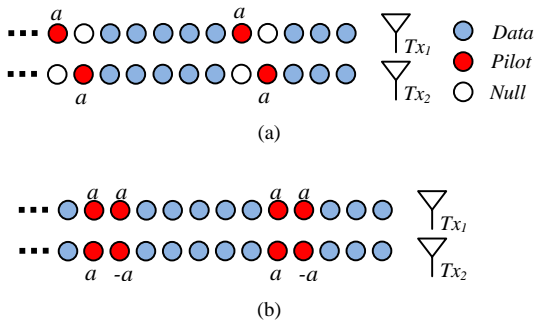 a a
Tx1
Data
Pilot
Tx2
Null
a a
(a)
a a a a
Tx1
Tx2
a -a a -a
(b)